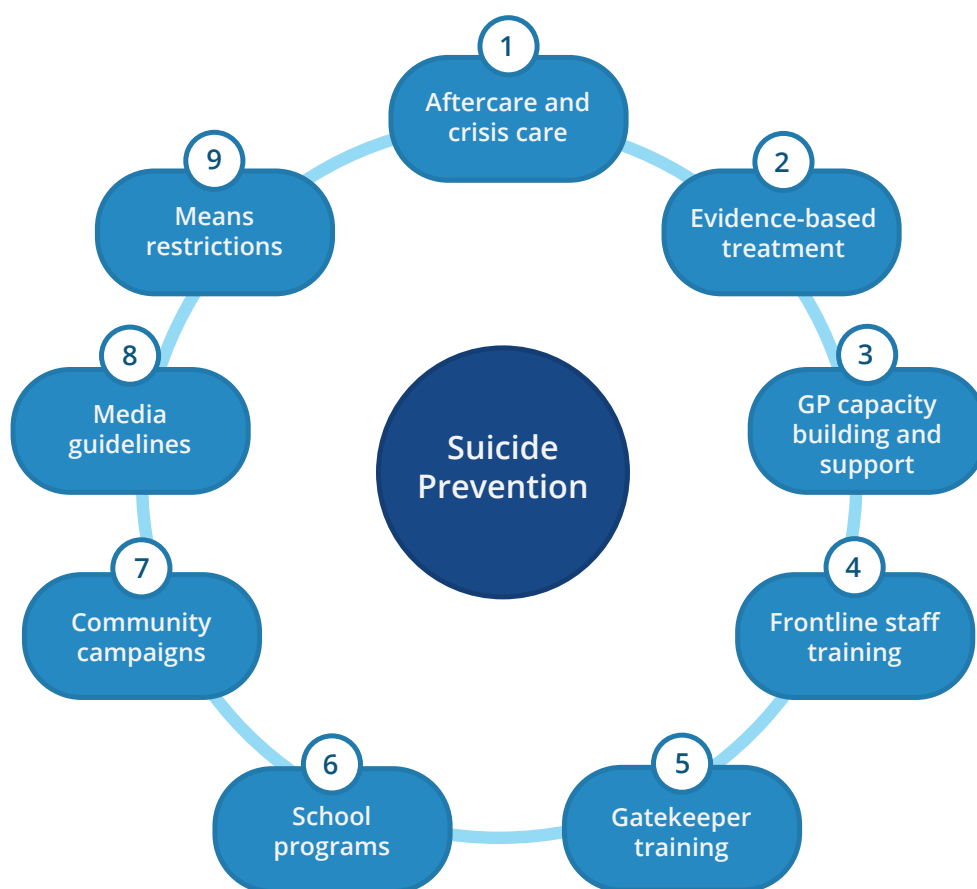 1
Aftercare and
crisis care
2
Evidence-based
treatment
3
GP capacity
building and
support
4
Frontline staff
training
5
Gatekeeper
training
6
School
programs
7
Community
campaigns
8
Media
guidelines
9
Means
restrictions
Suicide
Prevention